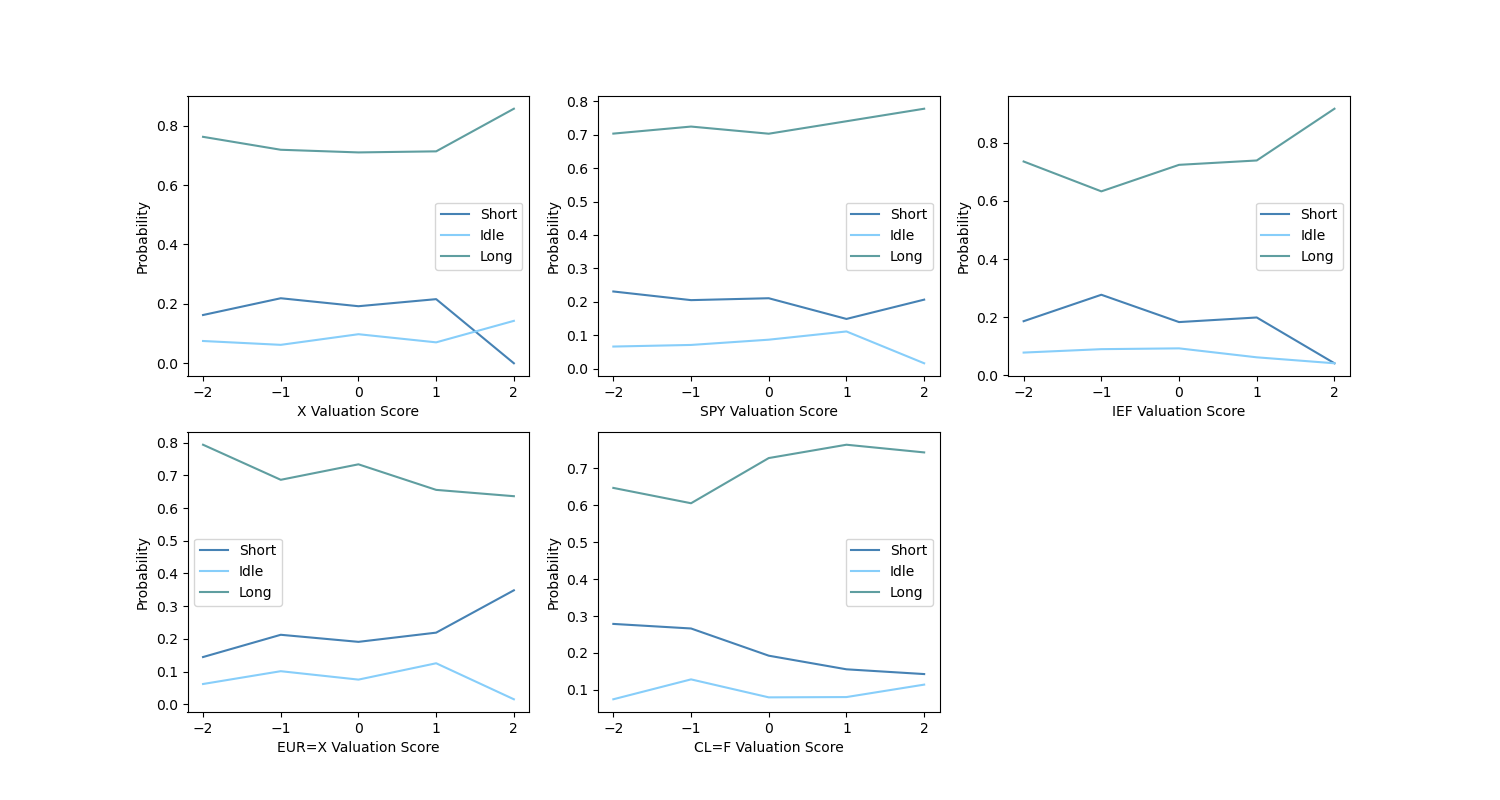 Probability
0.8
0.6
0.4
0.2
0.0
Short
Idle
Long
−2 −1 0 1 2
X Valuation Score
Probability
0.8
0.7
0.6
0.5
0.4
0.3
0.2
0.1
0.0
Short
Idle
Long
−2 −1 0 1 2
SPY Valuation Score
Probability
0.8
0.6
0.4
0.2
0.0
Short
Idle
Long
−2 −1 0 1 2
IEF Valuation Score
Probability
0.8
0.7
0.6
0.5
0.4
0.3
0.2
0.1
0.0
Short
Idle
Long
−2 −1 0 1 2
EUR=X Valuation Score
Probability
0.7
0.6
0.5
0.4
0.3
0.2
0.1
Short
Idle
Long
−2 −1 0 1 2
CL=F Valuation Score